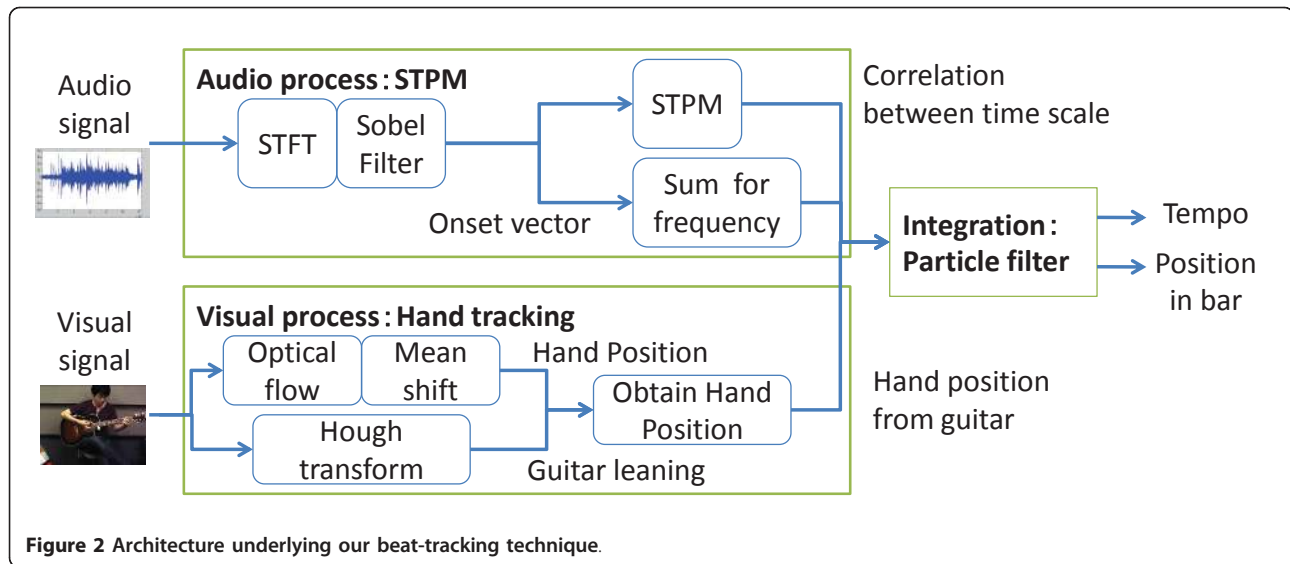 Audio
signal
Audio process: STPM
STFT
Sobel
Filter
Onset vector
STPM
Sum for
frequency
Correlation
between time scale
Visual
signal
Visual process: Hand tracking
Optical
flow
Mean
shift
Hand Position
Hough
transform
Guitar leaning
Obtain Hand
Position
Hand position
from guitar
Integration:
Particle filter
Tempo
Position
in bar
Figure 2 Architecture underlying our beat-tracking technique.